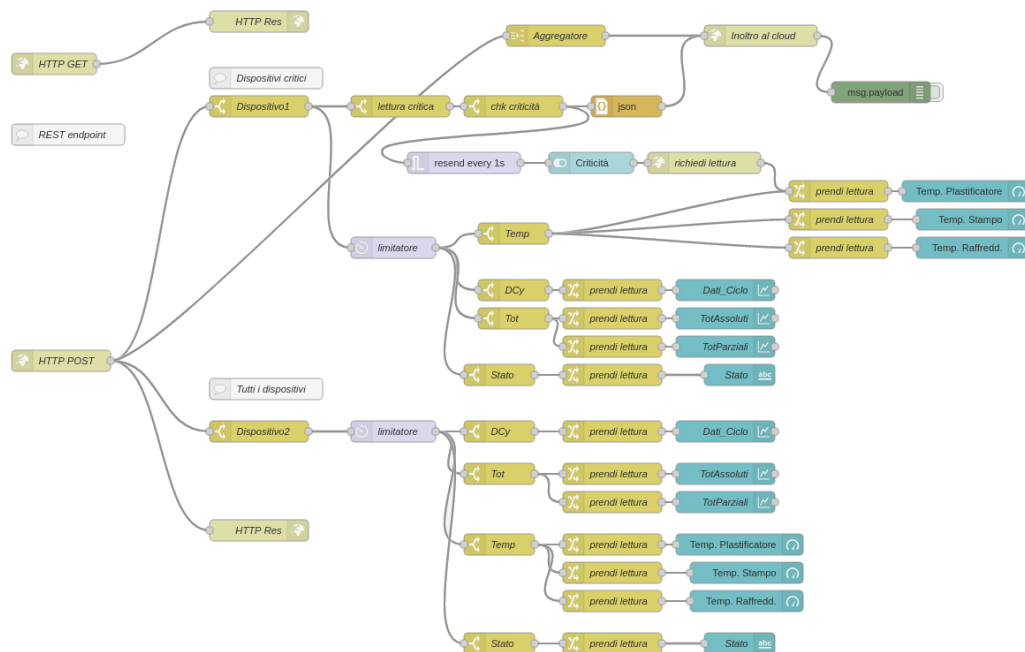 HTTP Res
Aggregatore
Inoltro al cloud
HTTP GET
Dispositivi critici
msg.payload
Dispositivo1
lettura critica
chk criticità
json
REST endpoint
resend every 1s
Criticità
richiedi lettura
prendi lettura
Temp. Plastificatore
prendi lettura
Temp. Stampo
Temp
limitatore
prendi lettura
Temp. Raffredd.
DCy
prendi lettura
Dati_Ciclo
Tot
prendi lettura
TotAssoluti
prendi lettura
TotParziali
HTTP POST
Stato
prendi lettura
Stato
abc
Tutti i dispositivi
Dispositivo2
limitatore
DCy
prendi lettura
Dati_Ciclo
Tot
prendi lettura
TotAssoluti
prendi lettura
TotParziali
HTTP Res
Temp
prendi lettura
Temp. Plastificatore
prendi lettura
Temp. Stampo
prendi lettura
Temp. Raffredd.
Stato
prendi lettura
Stato
abc